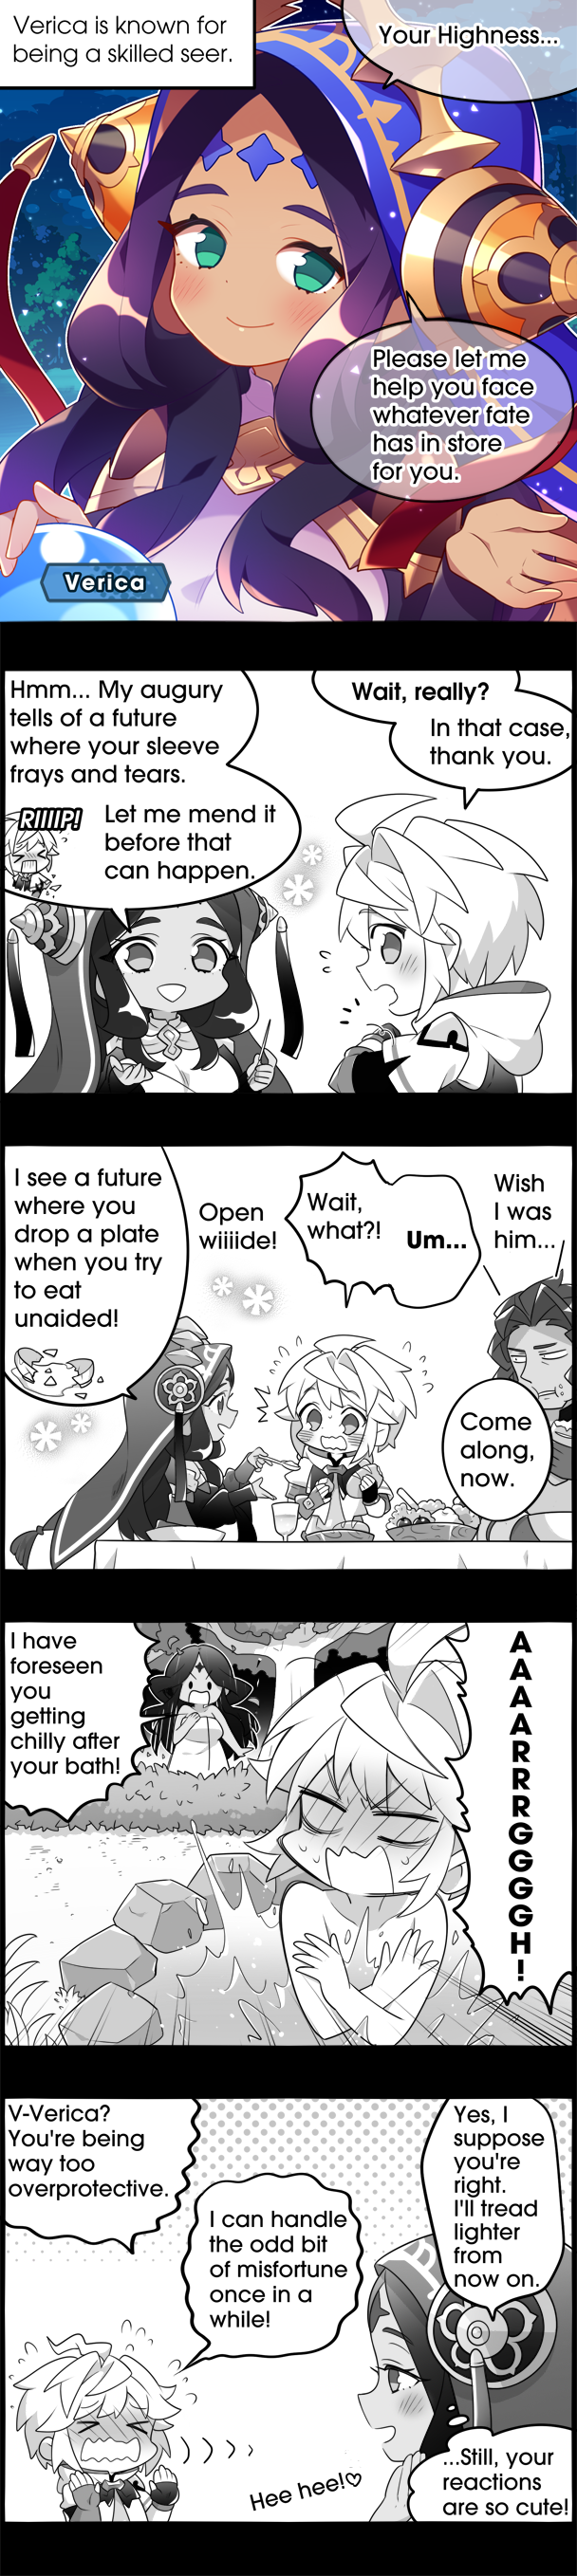 Verica is known for
being a skilled seer.
Your Highness...
Please let me
help you face
whatever fate
has in store
for you.
Verica
Hmm... My augury
tells of a future
where your sleeve
frays and tears.
RIIIIP!
Let me mend it
before that
can happen.
Wait, really?
In that case,
thank you.
I see a future
where you
drop a plate
when you try
to eat
unaided!
Open
wiiiide!
Wait,
what?!
Um...
Wish
I was
him...
Come
along,
now.
I have
foreseen
you
getting
chilly after
your bath!
AAAARRRGGGGH!
V-Verica?
You're being
way too
overprotective.
I can handle
the odd bit
of misfortune
once in a
while!
Yes, I
suppose
you're
right.
I'll tread
lighter
from
now on.
Hee hee!♡
...Still, your
reactions
are so cute!